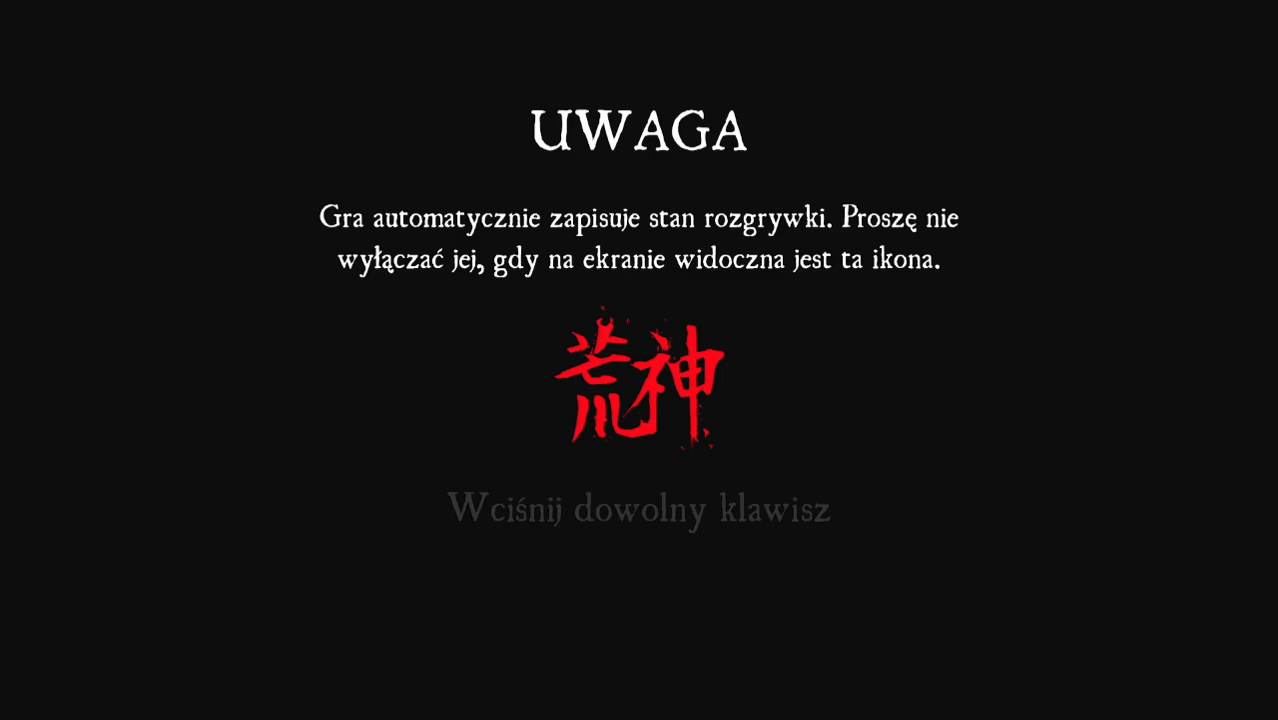 UWAGA
Gra automatycznie zapisuje stan rozgrywki. Proszę nie
wyłączać jej, gdy na ekranie widoczna jest ta ikona.
荒神
Wciśnij dowolny klawisz